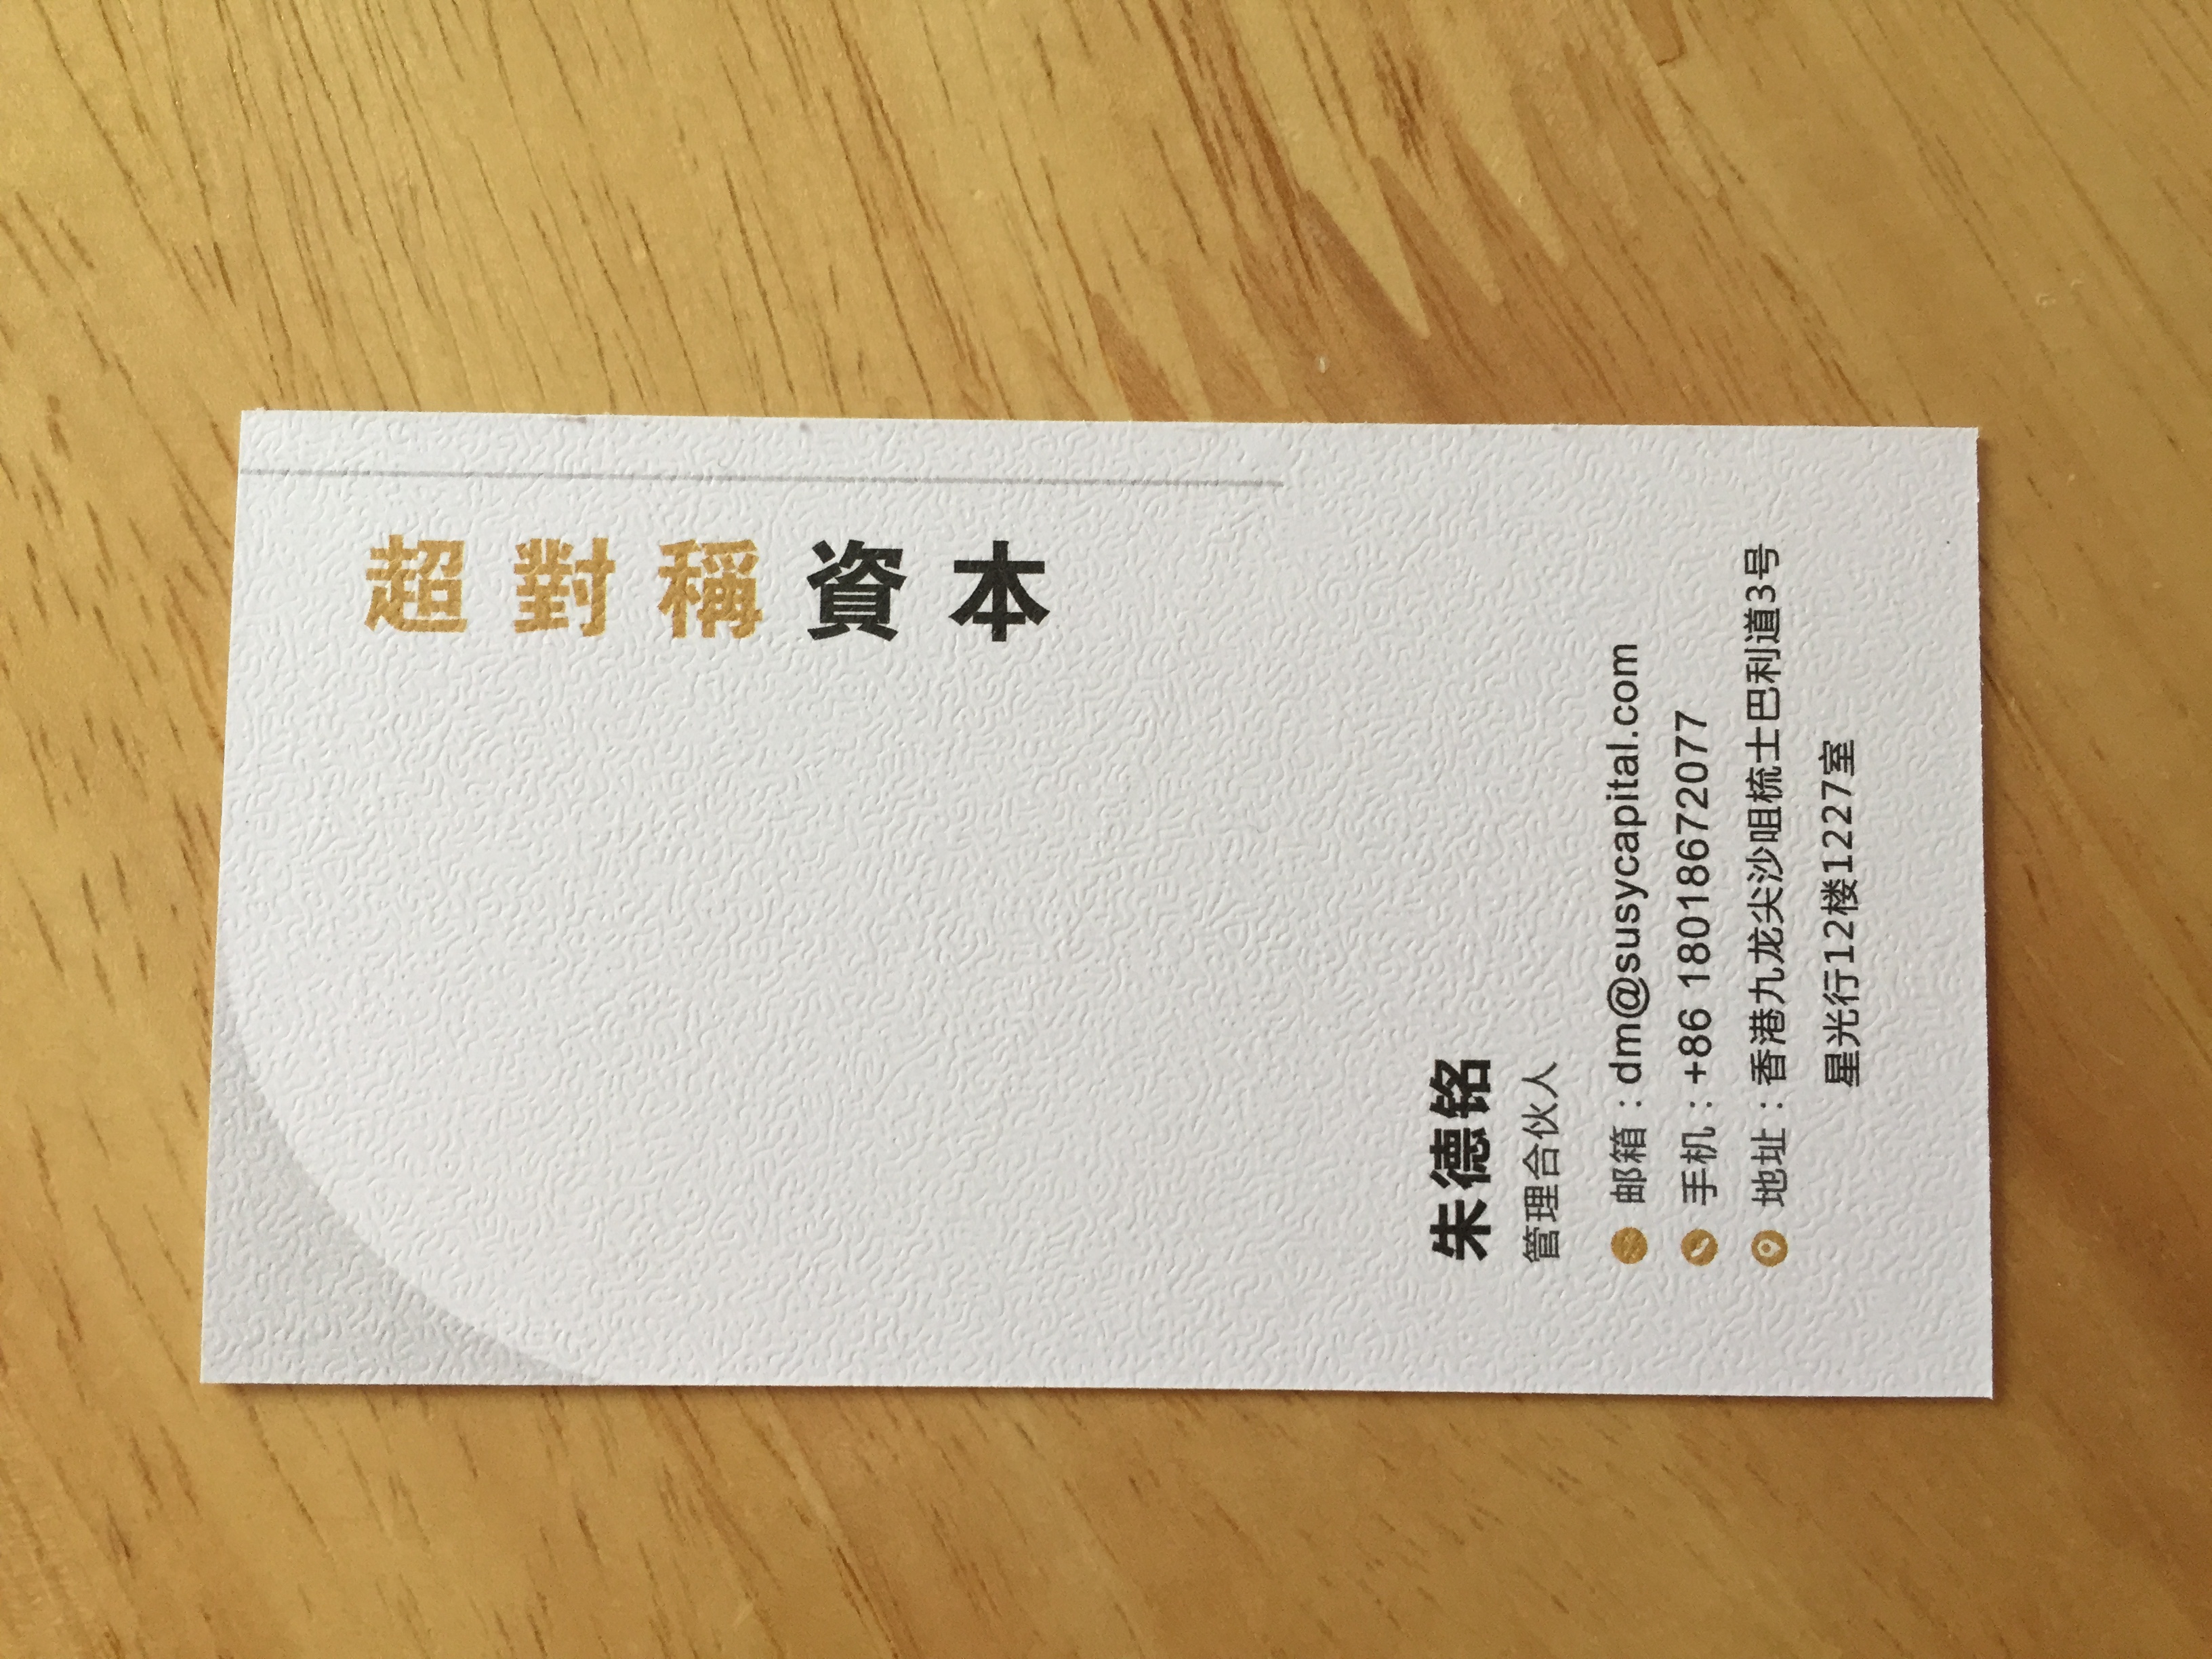 超對稱資本
朱德铭
管理合伙人
邮箱：dm@susycapital.com
手机：+86 18018672077
地址：香港九龙尖沙咀梳士巴利道3号
星光行12楼1227室